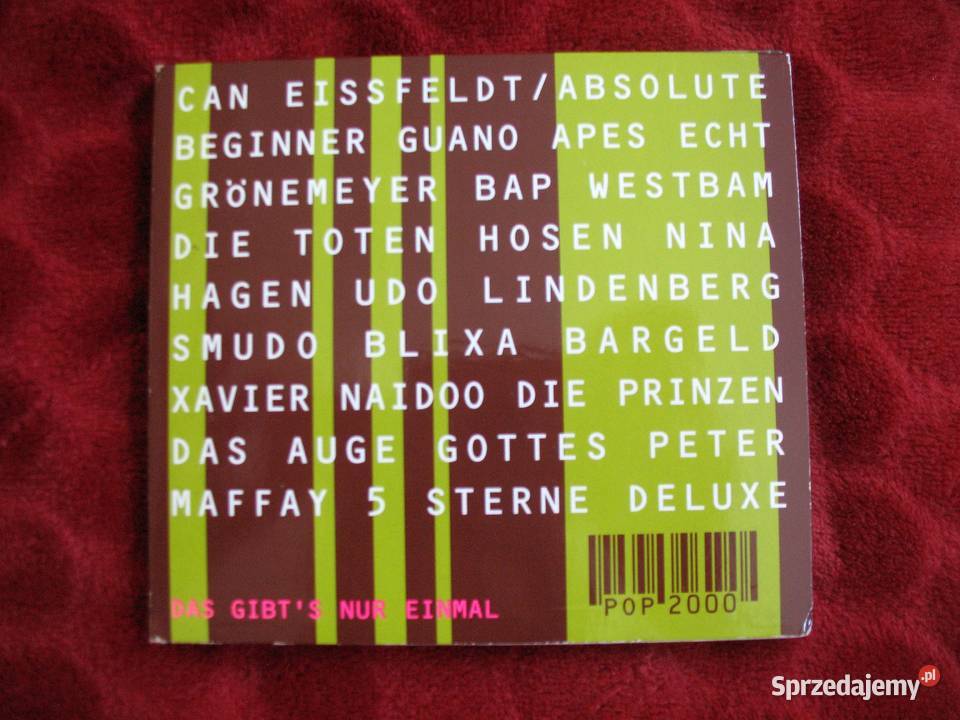 CAN EISSFELDT/ABSOLUTE
BEGINNER GUANO APES ECHT
GRÖNEMEYER BAP WESTBAM
DIE TOTEN HOSEN NINA
HAGEN UDO LINDENBERG
SMUDO BLIXA BARGELD
XAVIER NAIDOO DIE PRINZEN
DAS AUGE GOTTES PETER
MAFFAY 5 STERNE DELUXE
POP 2000
DAS GIBT'S NUR EINMAL
Sprzedajemy.pl